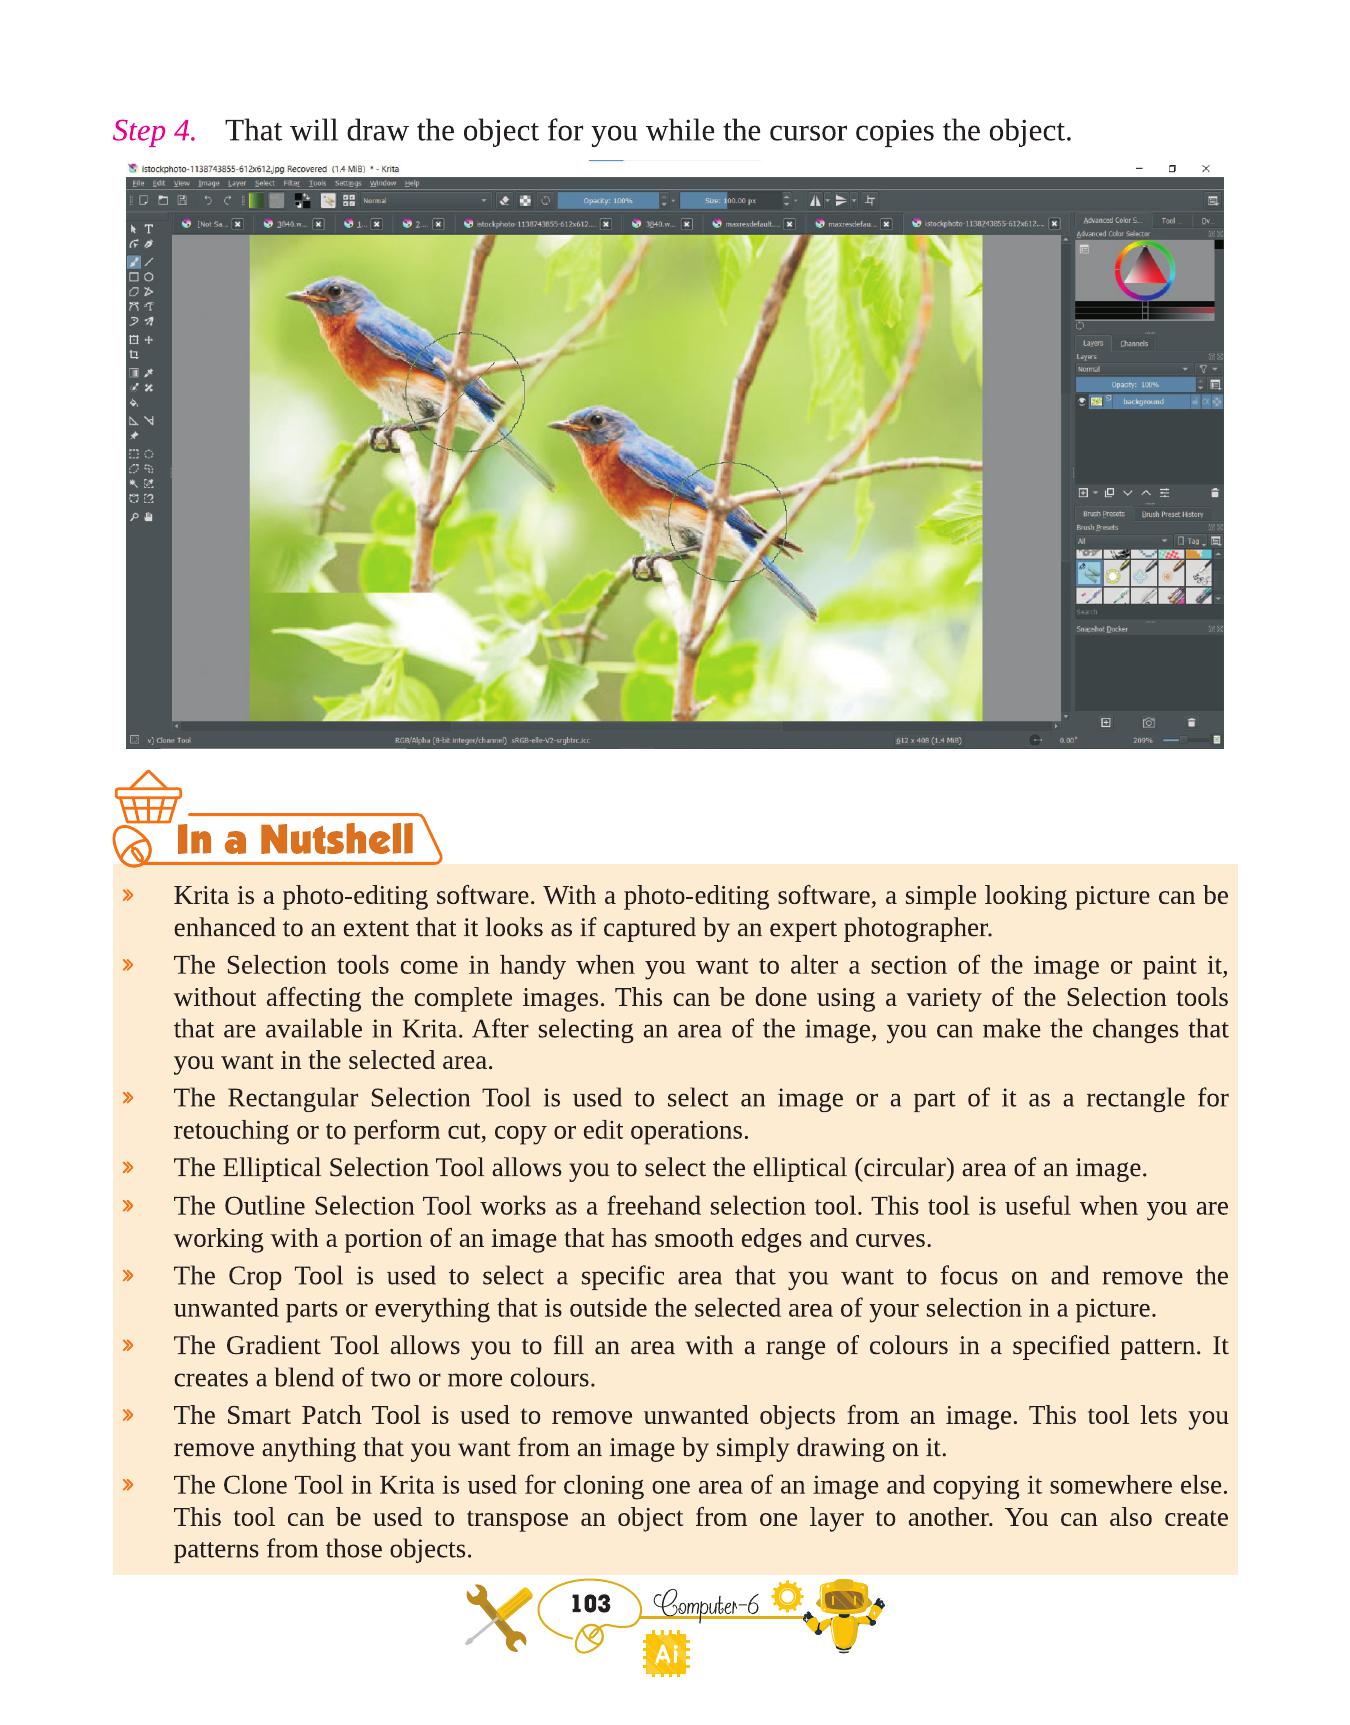 Step 4. That will draw the object for you while the cursor copies the object.
istockphoto-1138743855-612x612.jpg Recovered (1.4 MiB) * - Krita
File Edit View Image Layer Select Filter Tools Settings Window Help
Normal Opacity: 100% Size: 100.00 px
[Not Sa... 3840.w... 1... 2... istockphoto-1138743855-612x612.... 3840.w... maxresdefault.... maxresdefau... istockphoto-1138743855-612x612....
Advanced Color S... Tool ... Ov...
Advanced Color Selector
Layers Channels
Layers
Normal
Opacity: 100%
background
Brush Presets Brush Preset History
Brush Presets
All Tag
Search
Snapshot Docker
Clone Tool RGB/Alpha (8-bit integer/channel) sRGB-elle-V2-srgbtrc.icc 612 x 408 (1.4 MiB) 0.00° 209%
In a Nutshell
Krita is a photo-editing software. With a photo-editing software, a simple looking picture can be
enhanced to an extent that it looks as if captured by an expert photographer.
The Selection tools come in handy when you want to alter a section of the image or paint it,
without affecting the complete images. This can be done using a variety of the Selection tools
that are available in Krita. After selecting an area of the image, you can make the changes that
you want in the selected area.
The Rectangular Selection Tool is used to select an image or a part of it as a rectangle for
retouching or to perform cut, copy or edit operations.
The Elliptical Selection Tool allows you to select the elliptical (circular) area of an image.
The Outline Selection Tool works as a freehand selection tool. This tool is useful when you are
working with a portion of an image that has smooth edges and curves.
The Crop Tool is used to select a specific area that you want to focus on and remove the
unwanted parts or everything that is outside the selected area of your selection in a picture.
The Gradient Tool allows you to fill an area with a range of colours in a specified pattern. It
creates a blend of two or more colours.
The Smart Patch Tool is used to remove unwanted objects from an image. This tool lets you
remove anything that you want from an image by simply drawing on it.
The Clone Tool in Krita is used for cloning one area of an image and copying it somewhere else.
This tool can be used to transpose an object from one layer to another. You can also create
patterns from those objects.
103 Computer-6
Ai